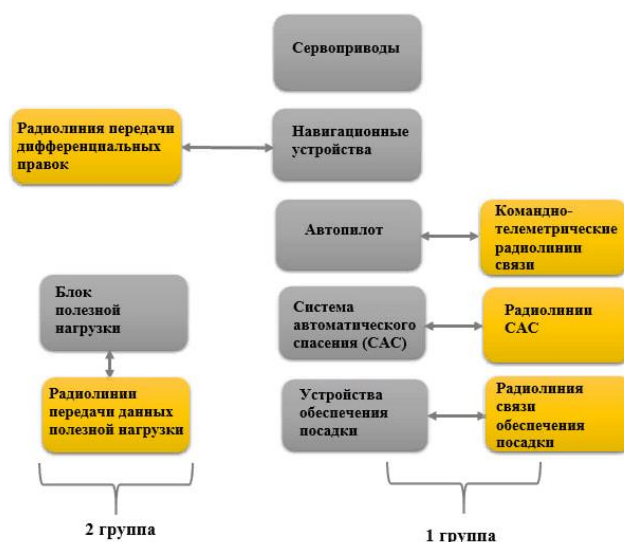 Сервоприводы
Радиолиния передачи
дифференциальных
правок
Навигационные
устройства
Автопилот
Командно-
телеметрические
радиолинии
связи
Блок
полезной
нагрузки
Система
автоматического
спасения (САС)
Радиолинии
САС
Радиолинии
передачи данных
полезной нагрузки
Устройства
обеспечения
посадки
Радиолиния
связи
обеспечения
посадки
2 группа
1 группа